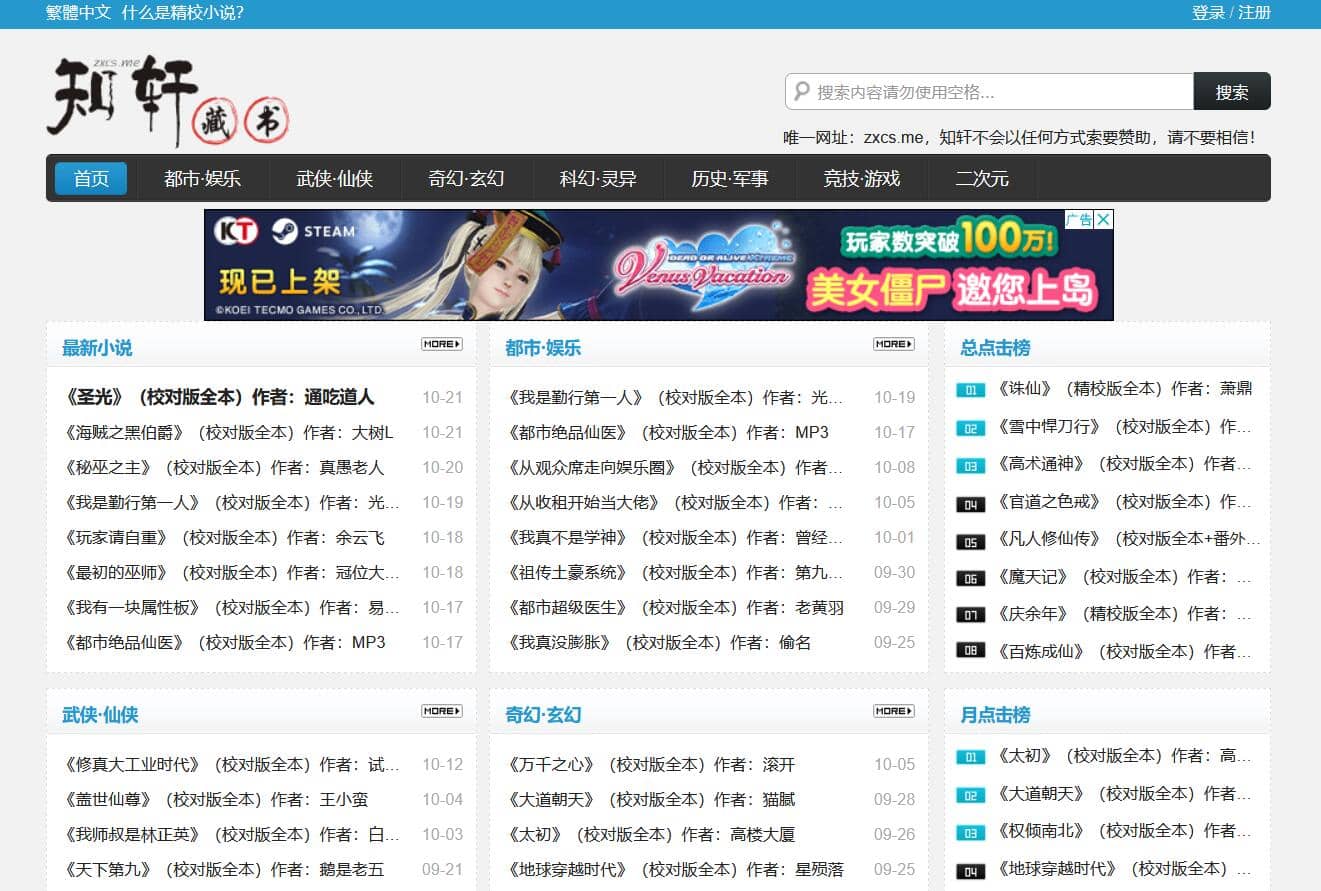 繁體中文 什么是精校小说？
登录 / 注册
zxcs.me
知轩藏书
搜索内容请勿使用空格... 搜索
唯一网址：zxcs.me，知轩不会以任何方式索要赞助，请不要相信！
首页 都市·娱乐 武侠·仙侠 奇幻·玄幻 科幻·灵异 历史·军事 竞技·游戏 二次元
KT STEAM
现已上架
©KOEI TECMO GAMES CO., LTD.
DEAD OR ALIVE XTREME
Venus Vacation
玩家数突破100万!
美女僵尸 邀您上岛
广告
最新小说 MORE
《圣光》（校对版全本）作者：通吃道人 10-21
《海贼之黑伯爵》（校对版全本）作者：大树L 10-21
《秘巫之主》（校对版全本）作者：真愚老人 10-20
《我是勤行第一人》（校对版全本）作者：光... 10-19
《玩家请自重》（校对版全本）作者：余云飞 10-18
《最初的巫师》（校对版全本）作者：冠位大... 10-18
《我有一块属性板》（校对版全本）作者：易... 10-17
《都市绝品仙医》（校对版全本）作者：MP3 10-17
都市·娱乐 MORE
《我是勤行第一人》（校对版全本）作者：光... 10-19
《都市绝品仙医》（校对版全本）作者：MP3 10-17
《从观众席走向娱乐圈》（校对版全本）作者... 10-08
《从收租开始当大佬》（校对版全本）作者：... 10-05
《我真不是学神》（校对版全本）作者：曾经... 10-01
《祖传土豪系统》（校对版全本）作者：第九... 09-30
《都市超级医生》（校对版全本）作者：老黄羽 09-29
《我真没膨胀》（校对版全本）作者：偷名 09-25
总点击榜
01 《诛仙》（精校版全本）作者：萧鼎
02 《雪中悍刀行》（校对版全本）作...
03 《高术通神》（校对版全本）作者...
04 《官道之色戒》（校对版全本）作...
05 《凡人修仙传》（校对版全本+番外...
06 《魔天记》（校对版全本）作者：...
07 《庆余年》（精校版全本）作者：...
08 《百炼成仙》（校对版全本）作者...
武侠·仙侠 MORE
《修真大工业时代》（校对版全本）作者：试... 10-12
《盖世仙尊》（校对版全本）作者：王小蛮 10-04
《我师叔是林正英》（校对版全本）作者：白... 10-03
《天下第九》（校对版全本）作者：鹅是老五 09-21
奇幻·玄幻 MORE
《万千之心》（校对版全本）作者：滚开 10-05
《大道朝天》（校对版全本）作者：猫腻 09-28
《太初》（校对版全本）作者：高楼大厦 09-26
《地球穿越时代》（校对版全本）作者：星殒落 09-25
月点击榜
01 《太初》（校对版全本）作者：高...
02 《大道朝天》（校对版全本）作者...
03 《权倾南北》（校对版全本）作者...
04 《地球穿越时代》（校对版全本）...